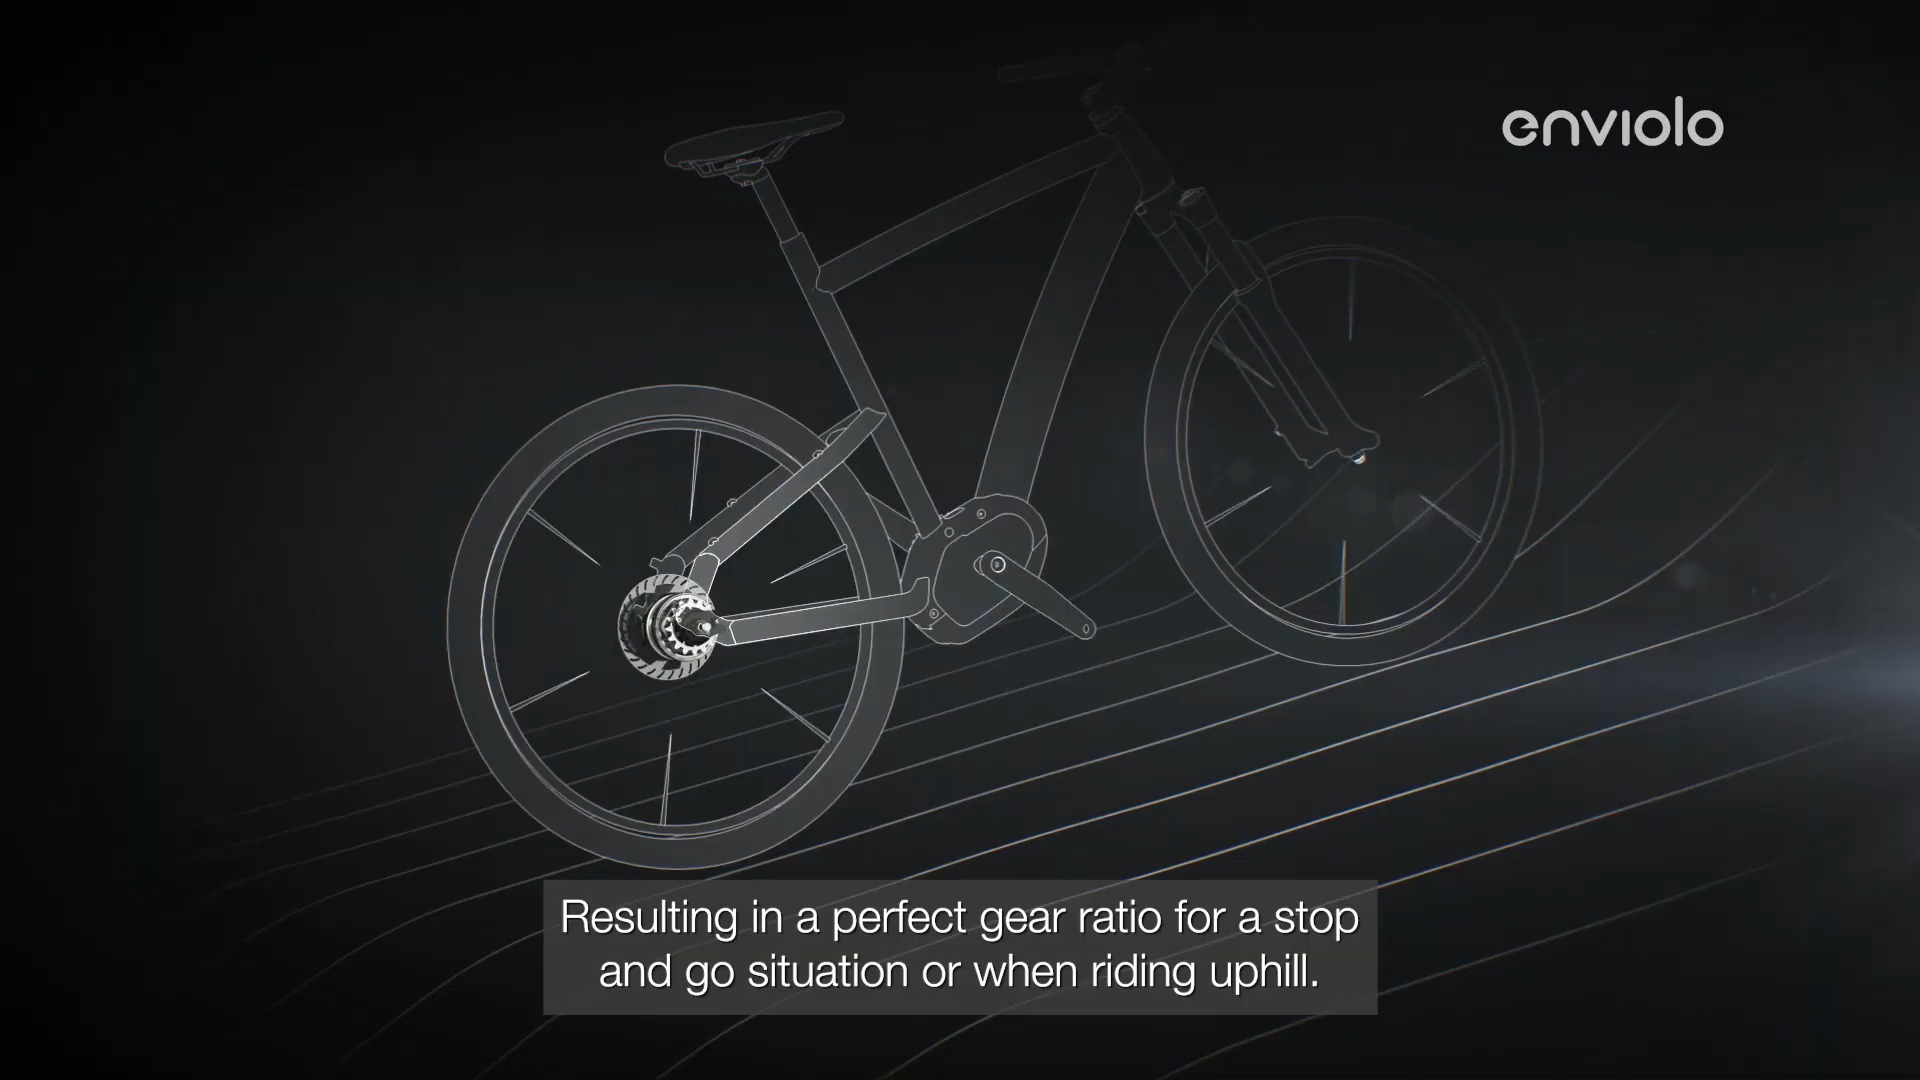 enviolo
Resulting in a perfect gear ratio for a stop
and go situation or when riding uphill.